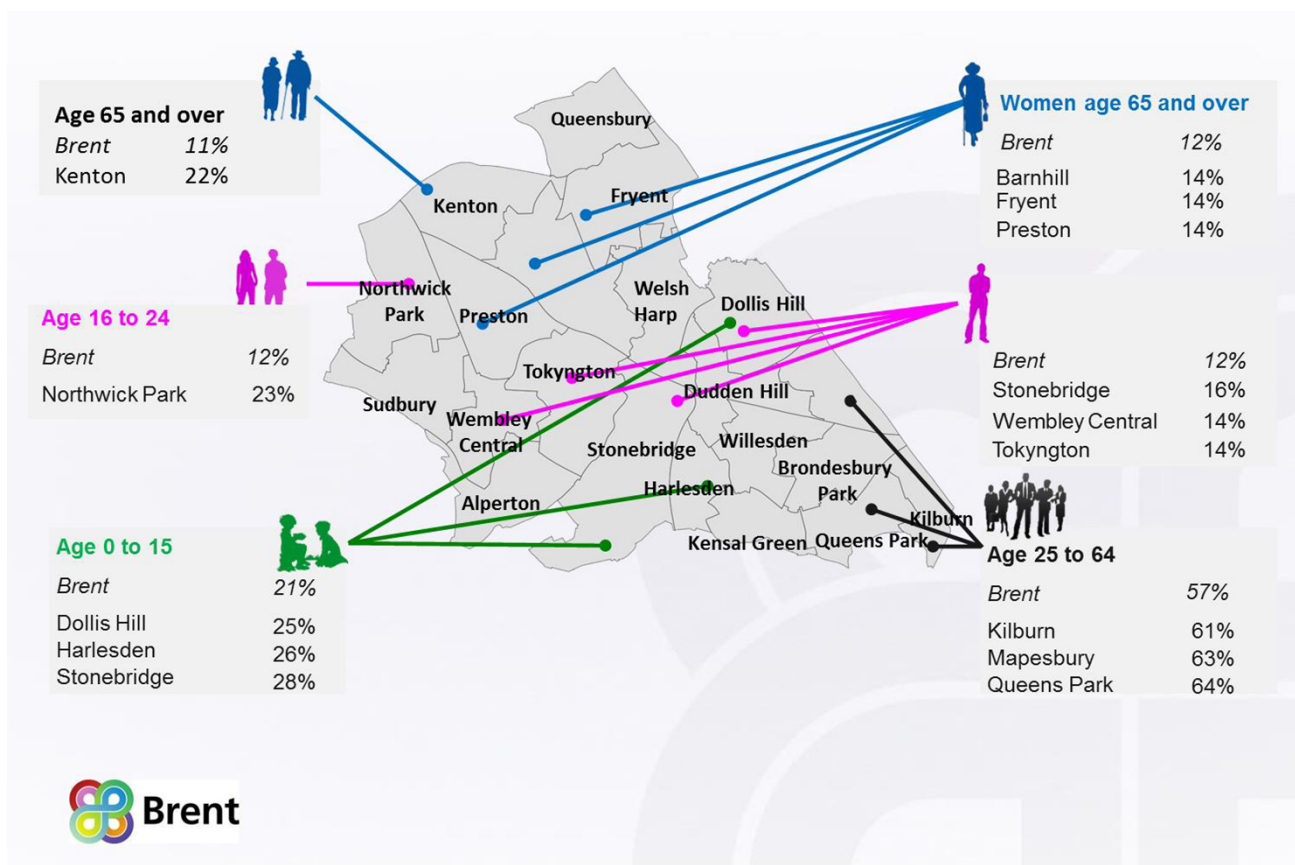 Age 65 and over
Brent 11%
Kenton 22%
Age 16 to 24
Brent 12%
Northwick Park 23%
Age 0 to 15
Brent 21%
Dollis Hill 25%
Harlesden 26%
Stonebridge 28%
Queensbury
Fryent
Kenton
Northwick
Park
Preston
Welsh
Harp
Dollis Hill
Tokyngton
Dudden Hill
Sudbury
Wembley
Central
Stonebridge
Willesden
Brondesbury
Park
Harlesden
Alperton
Kilburn
Kensal Green
Queens Park
Women age 65 and over
Brent 12%
Barnhill 14%
Fryent 14%
Preston 14%
Brent 12%
Stonebridge 16%
Wembley Central 14%
Tokyngton 14%
Age 25 to 64
Brent 57%
Kilburn 61%
Mapesbury 63%
Queens Park 64%
Brent